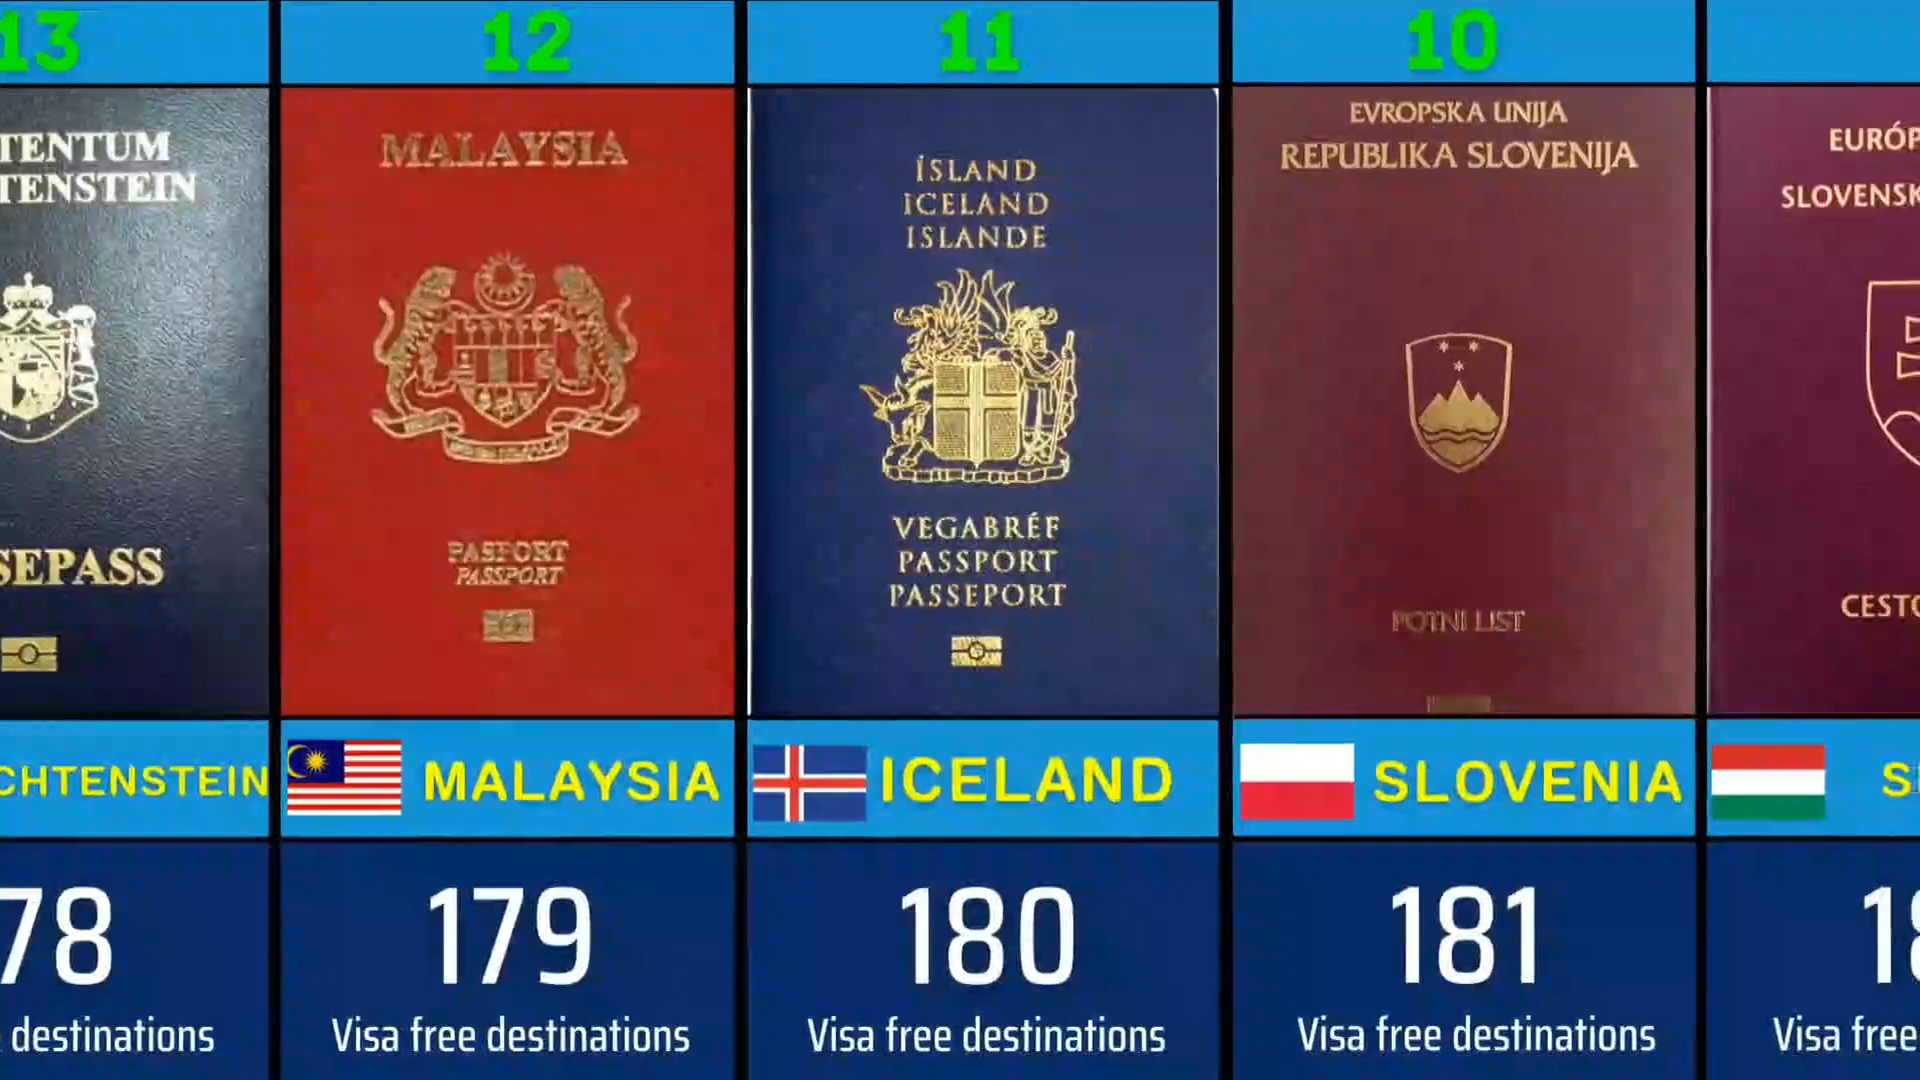 13
TENTUM
TENSTEIN
SEPASS
CHTENSTEIN
78
destinations
12
MALAYSIA
PASPORT
PASSPORT
MALAYSIA
179
Visa free destinations
11
ÍSLAND
ICELAND
ISLANDE
VEGABRÉF
PASSPORT
PASSEPORT
ICELAND
180
Visa free destinations
10
EVROPSKA UNIJA
REPUBLIKA SLOVENIJA
POTNI LIST
SLOVENIA
181
Visa free destinations
EURÓP
SLOVENSK
CESTO
S
18
Visa free